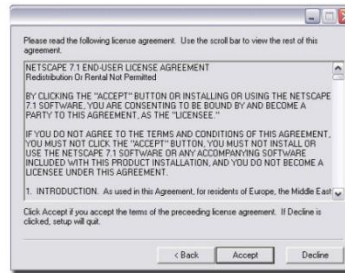 Please read the following license agreement. Use the scroll bar to view the rest of this
agreement.
NETSCAPE 7.1 END-USER LICENSE AGREEMENT
Redistribution Or Rental Not Permitted
BY CLICKING THE "ACCEPT" BUTTON OR INSTALLING OR USING THE NETSCAPE
7.1 SOFTWARE, YOU ARE CONSENTING TO BE BOUND BY AND BECOME A
PARTY TO THIS AGREEMENT, AS THE "LICENSEE."
IF YOU DO NOT AGREE TO THE TERMS AND CONDITIONS OF THIS AGREEMENT,
YOU MUST NOT CLICK THE "ACCEPT" BUTTON, YOU MUST NOT INSTALL OR
USE THE NETSCAPE 7.1 SOFTWARE OR ANY ACCOMPANYING SOFTWARE
INCLUDED WITH THIS PRODUCT INSTALLATION, AND YOU DO NOT BECOME A
LICENSEE UNDER THIS AGREEMENT.
1. INTRODUCTION. As used in this Agreement, for residents of Europe, the Middle East
Click Accept if you accept the terms of the preceeding license agreement. If Decline is
clicked, setup will quit.
< Back Accept Decline